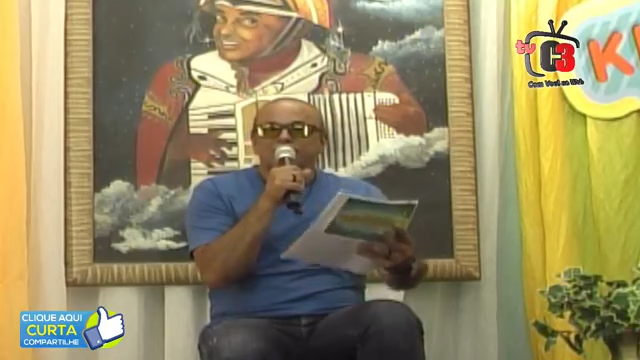 tv C3
Com Você na Web
K
CLIQUE AQUI
CURTA
COMPARTILHE